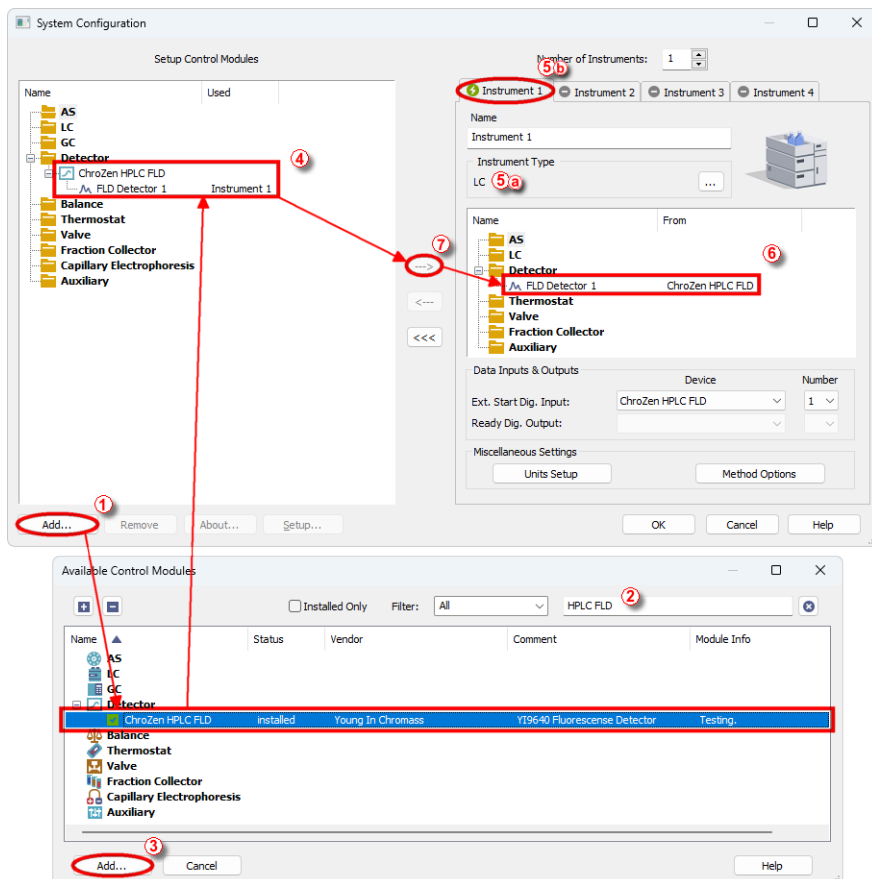 System Configuration
Setup Control Modules
Number of Instruments: 1
5b
Name Used
AS
LC
GC
Detector
ChroZen HPLC FLD
FLD Detector 1 Instrument 1
Balance
Thermostat
Valve
Fraction Collector
Capillary Electrophoresis
Auxiliary
4
7
--->
<---
<<<
Instrument 1 Instrument 2 Instrument 3 Instrument 4
Name
Instrument 1
Instrument Type
LC 5a ...
Name From
AS
LC
6
Detector
FLD Detector 1 ChroZen HPLC FLD
Thermostat
Valve
Fraction Collector
Auxiliary
Data Inputs & Outputs
Device Number
Ext. Start Dig. Input: ChroZen HPLC FLD 1
Ready Dig. Output:
Miscellaneous Settings
Units Setup Method Options
1
Add... Remove About... Setup... OK Cancel Help
Available Control Modules
Installed Only Filter: All HPLC FLD 2
Name Status Vendor Comment Module Info
AS
LC
GC
Detector
ChroZen HPLC FLD installed Young In Chromass YI9640 Fluorescense Detector Testing.
Balance
Thermostat
Valve
Fraction Collector
Capillary Electrophoresis
Auxiliary
3
Add... Cancel Help